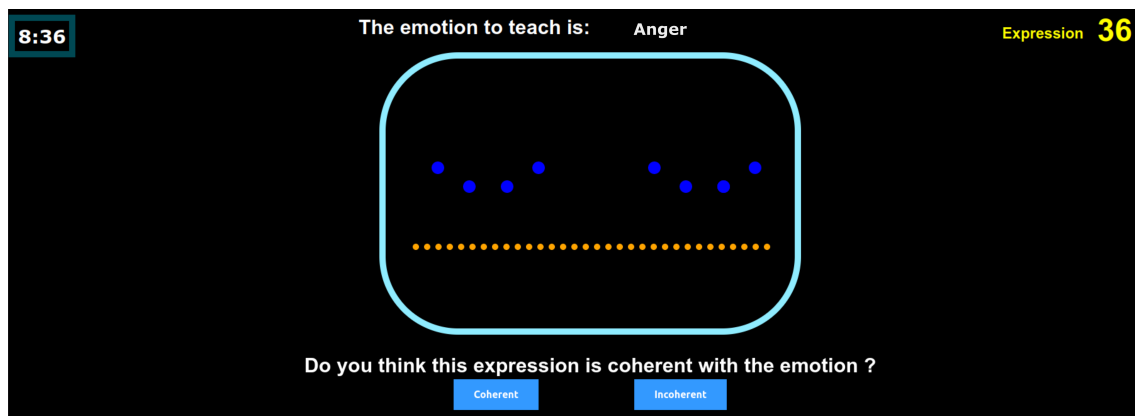 8:36
The emotion to teach is: Anger
Expression 36
Do you think this expression is coherent with the emotion ?
Coherent
Incoherent